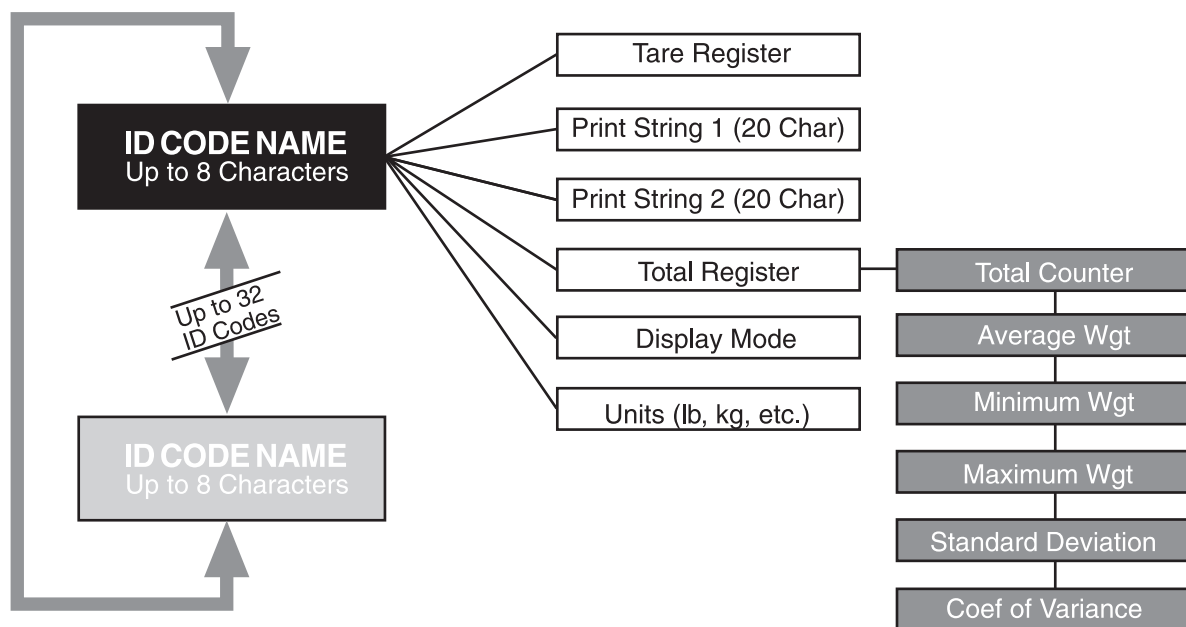 ID CODE NAME
Up to 8 Characters
Up to 32
ID Codes
ID CODE NAME
Up to 8 Characters
Tare Register
Print String 1 (20 Char)
Print String 2 (20 Char)
Total Register
Display Mode
Units (lb, kg, etc.)
Total Counter
Average Wgt
Minimum Wgt
Maximum Wgt
Standard Deviation
Coef of Variance